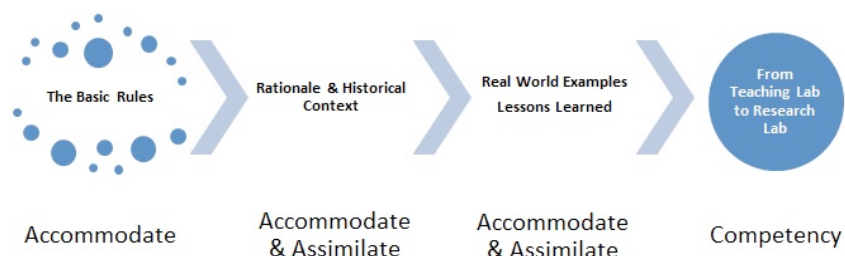 The Basic Rules
Rationale & Historical
Context
Real World Examples
Lessons Learned
From
Teaching Lab
to Research
Lab
Accommodate
Accommodate
& Assimilate
Accommodate
& Assimilate
Competency